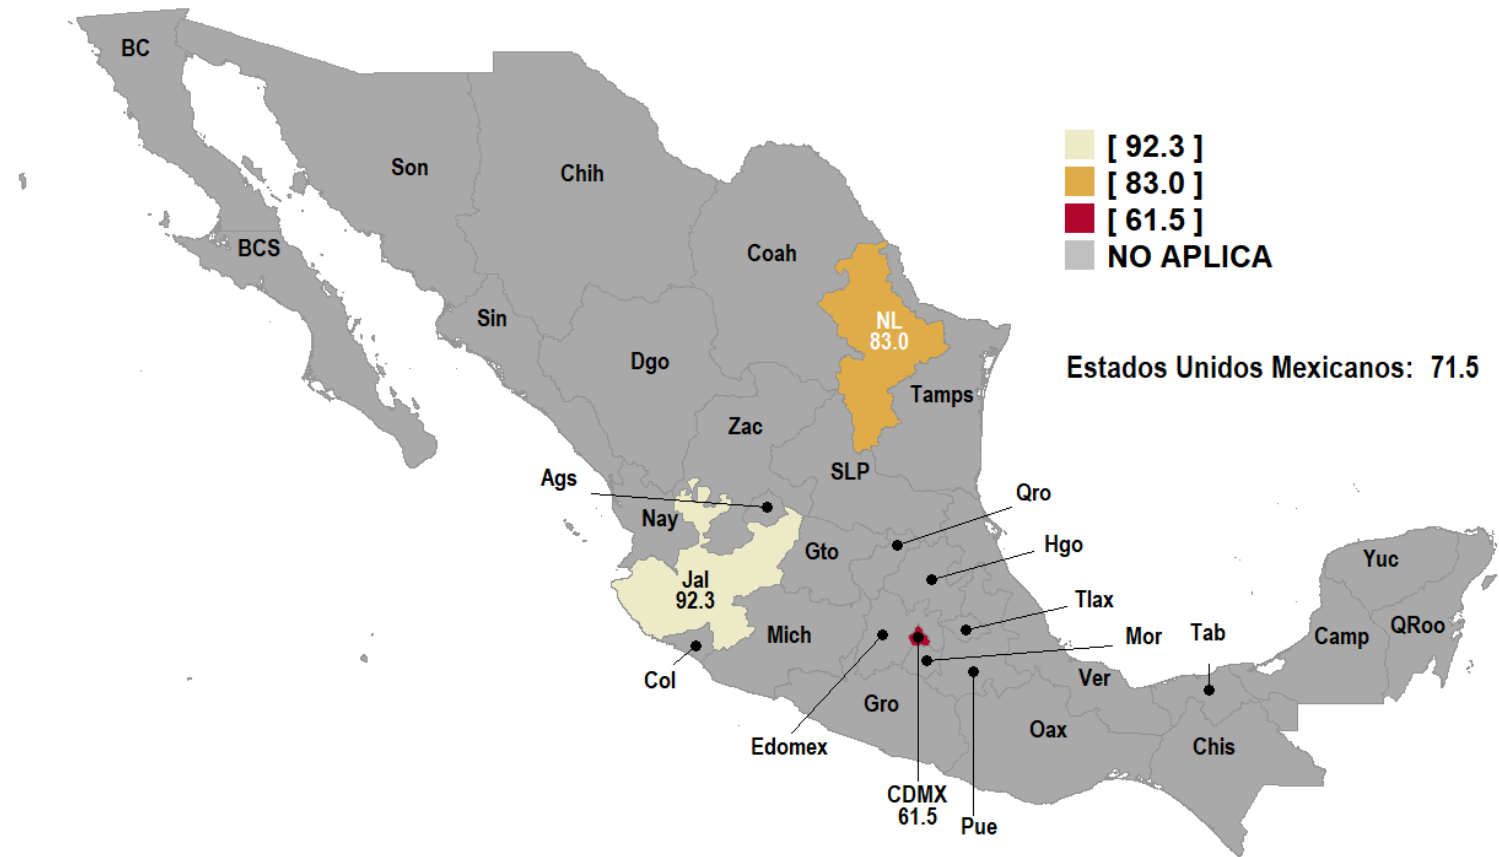 BC
Son
Chih
[ 92.3 ]
[ 83.0 ]
[ 61.5 ]
NO APLICA
BCS
Coah
Sin
NL
83.0
Dgo
Estados Unidos Mexicanos: 71.5
Tamps
Zac
SLP
Ags
Qro
Nay
Gto
Hgo
Yuc
Jal
92.3
Tlax
Mich
Mor
Tab
Camp
QRoo
Col
Ver
Gro
Oax
Edomex
Chis
CDMX
61.5
Pue